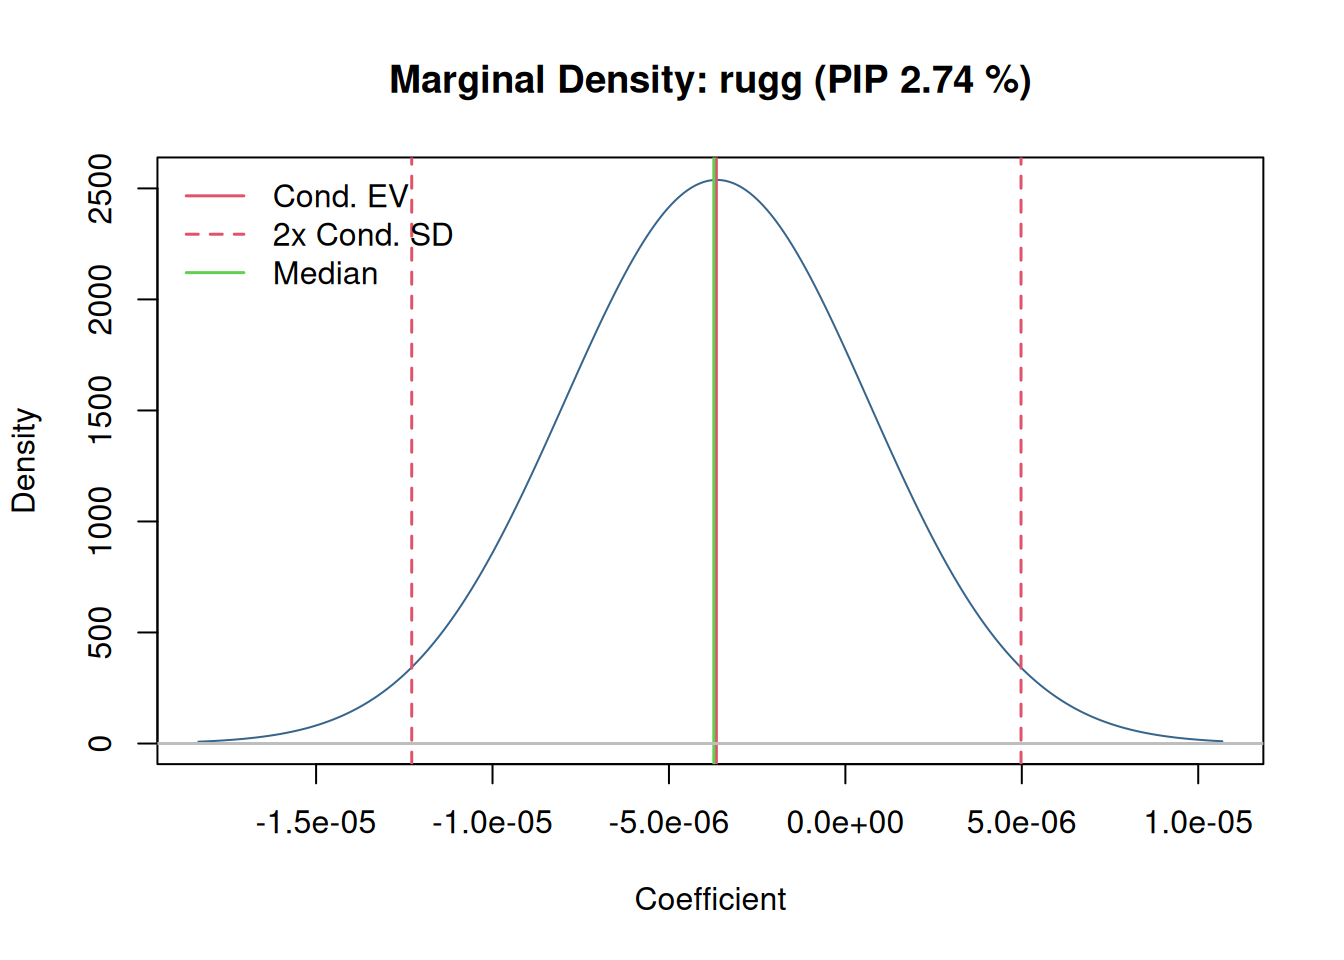 Marginal Density: rugg (PIP 2.74 %)
Cond. EV
2x Cond. SD
Median
2500
2000
1500
1000
500
0
Density
-1.5e-05 -1.0e-05 -5.0e-06 0.0e+00 5.0e-06 1.0e-05
Coefficient